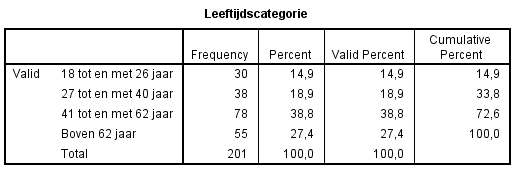 Leeftijdscategorie
Frequency Percent Valid Percent Cumulative Percent
Valid 18 tot en met 26 jaar 30 14,9 14,9 14,9
27 tot en met 40 jaar 38 18,9 18,9 33,8
41 tot en met 62 jaar 78 38,8 38,8 72,6
Boven 62 jaar 55 27,4 27,4 100,0
Total 201 100,0 100,0